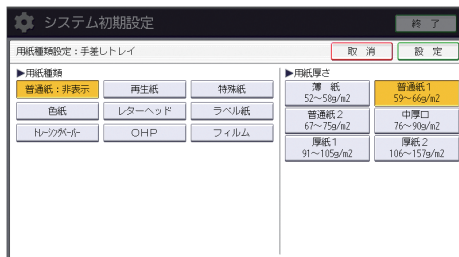 システム初期設定
終 了
用紙種類設定：手差しトレイ
取 消
設 定
▶用紙種類
普通紙：非表示
再生紙
特殊紙
色紙
レターヘッド
ラベル紙
トレーシングペーパー
OHP
フィルム
▶用紙厚さ
薄 紙
52～58g/m2
普通紙1
59～66g/m2
普通紙2
67～75g/m2
中厚口
76～90g/m2
厚紙1
91～105g/m2
厚紙2
106～157g/m2